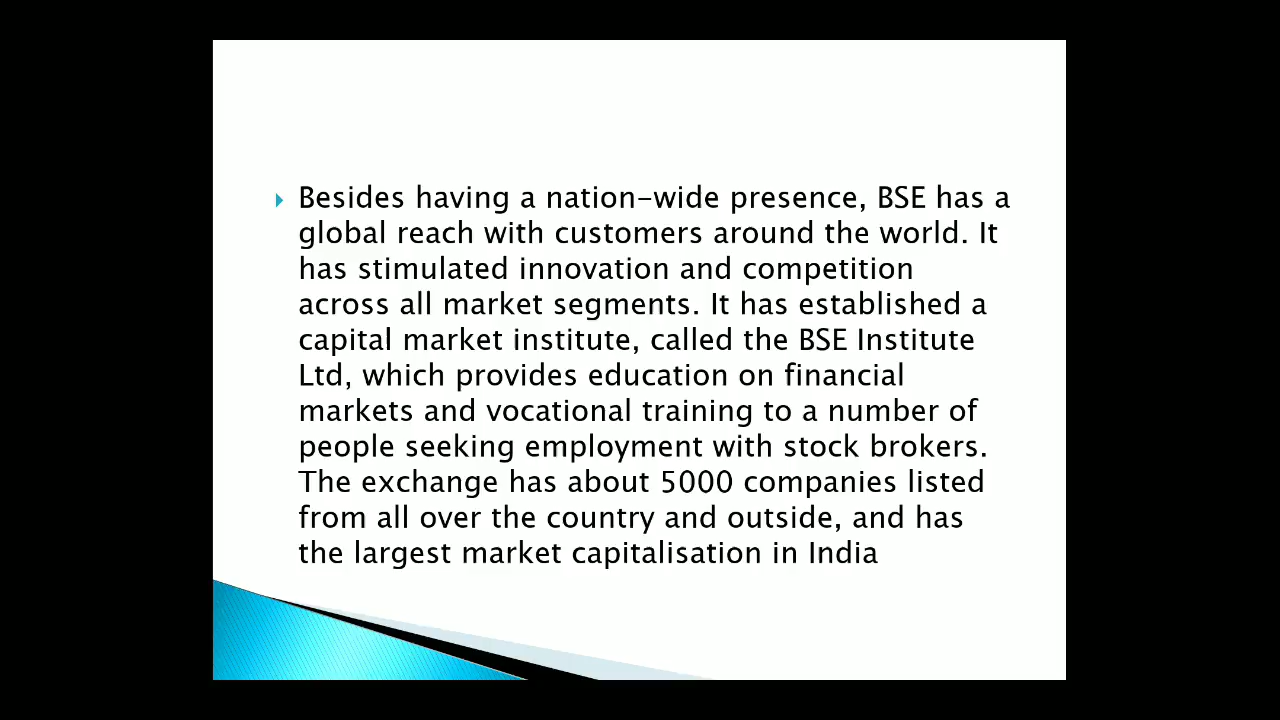 Besides having a nation-wide presence, BSE has a
global reach with customers around the world. It
has stimulated innovation and competition
across all market segments. It has established a
capital market institute, called the BSE Institute
Ltd, which provides education on financial
markets and vocational training to a number of
people seeking employment with stock brokers.
The exchange has about 5000 companies listed
from all over the country and outside, and has
the largest market capitalisation in India